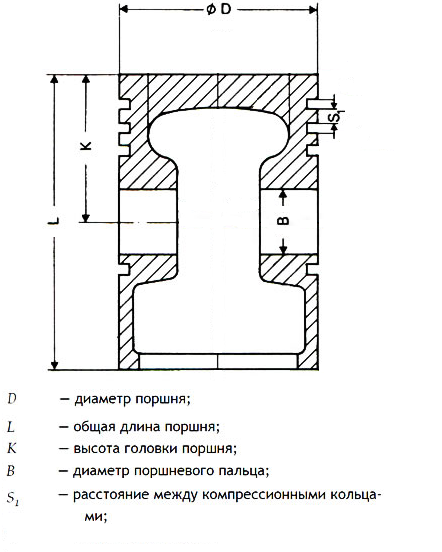 ϕ D
S₁
K
L
B
D — диаметр поршня;
L — общая длина поршня;
K — высота головки поршня;
B — диаметр поршневого пальца;
S₁ — расстояние между компрессионными кольца-
ми;